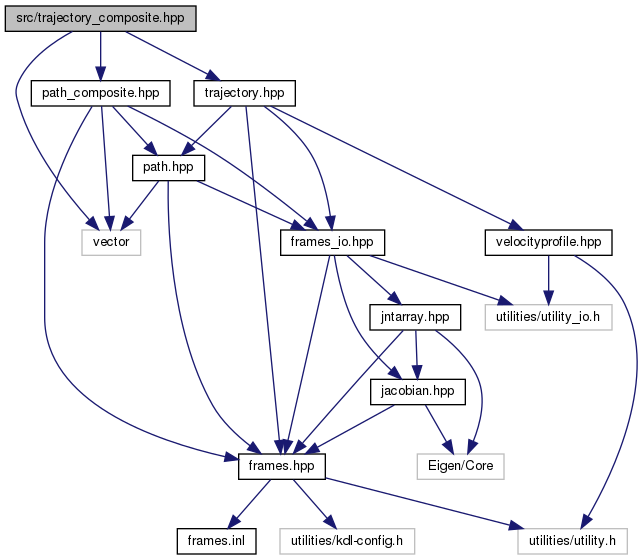 src/trajectory_composite.hpp
path_composite.hpp
trajectory.hpp
path.hpp
vector
frames_io.hpp
velocityprofile.hpp
jntarray.hpp
utilities/utility_io.h
jacobian.hpp
frames.hpp
Eigen/Core
frames.inl
utilities/kdl-config.h
utilities/utility.h